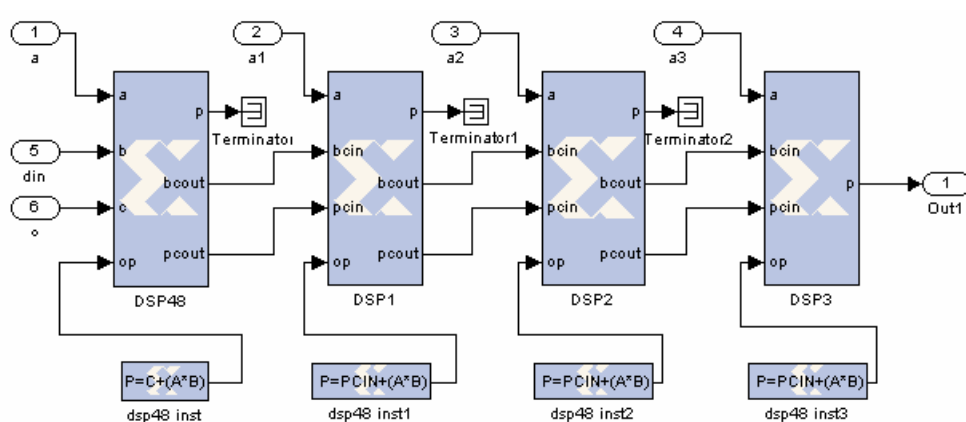 1
a
2
a1
3
a2
4
a3
a
p
Terminator
a
p
Terminator1
a
p
Terminator2
a
5
din
b
bcout
bcin
bcout
bcin
bcout
bcin
p
1
Out1
6
c
c
pcout
pcin
pcout
pcin
pcout
pcin
op
op
op
op
DSP48
DSP1
DSP2
DSP3
P=C+(A*B)
dsp48 inst
P=PCIN+(A*B)
dsp48 inst1
P=PCIN+(A*B)
dsp48 inst2
P=PCIN+(A*B)
dsp48 inst3